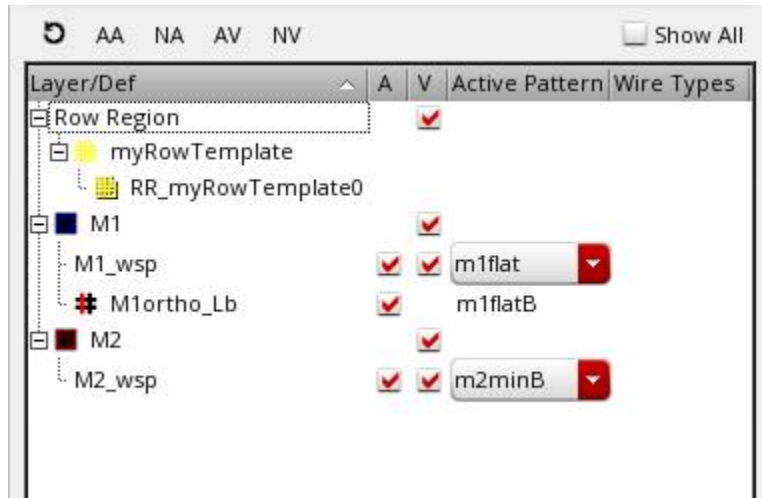 AA NA AV NV Show All
Layer/Def A V Active Pattern Wire Types
Row Region
myRowTemplate
RR_myRowTemplate0
M1
M1_wsp m1flat
M1ortho_Lb m1flatB
M2
M2_wsp m2minB